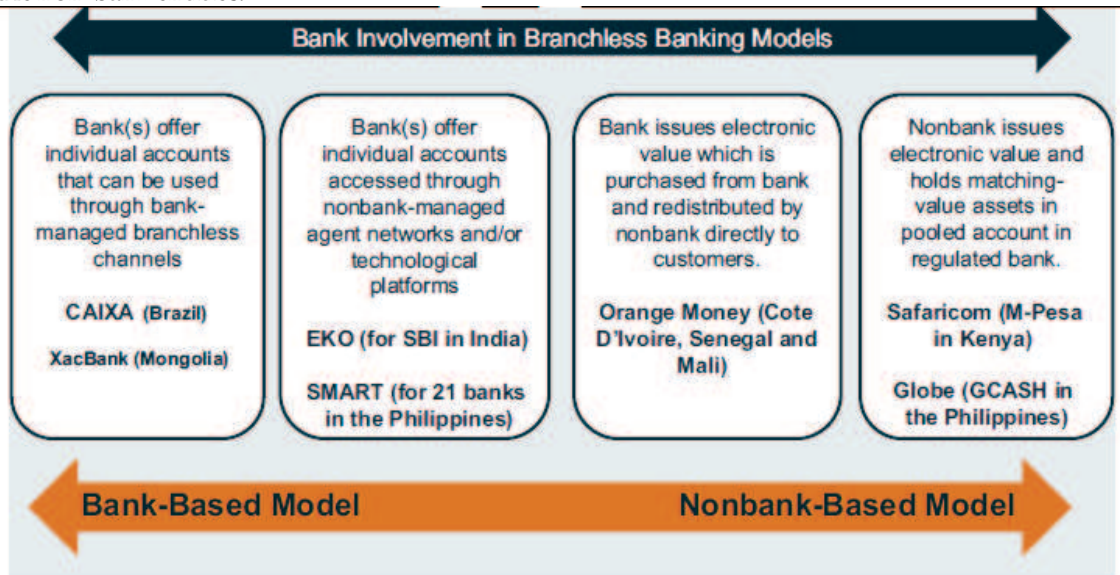 Bank Involvement in Branchless Banking Models
Bank(s) offer
individual accounts
that can be used
through bank-
managed branchless
channels
CAIXA (Brazil)
XacBank (Mongolia)
Bank(s) offer
individual accounts
accessed through
nonbank-managed
agent networks and/or
technological
platforms
EKO (for SBI in India)
SMART (for 21 banks
in the Philippines)
Bank issues electronic
value which is
purchased from bank
and redistributed by
nonbank directly to
customers.
Orange Money (Cote
D'Ivoire, Senegal and
Mali)
Nonbank issues
electronic value and
holds matching-
value assets in
pooled account in
regulated bank.
Safaricom (M-Pesa
in Kenya)
Globe (GCASH in
the Philippines)
Bank-Based Model
Nonbank-Based Model